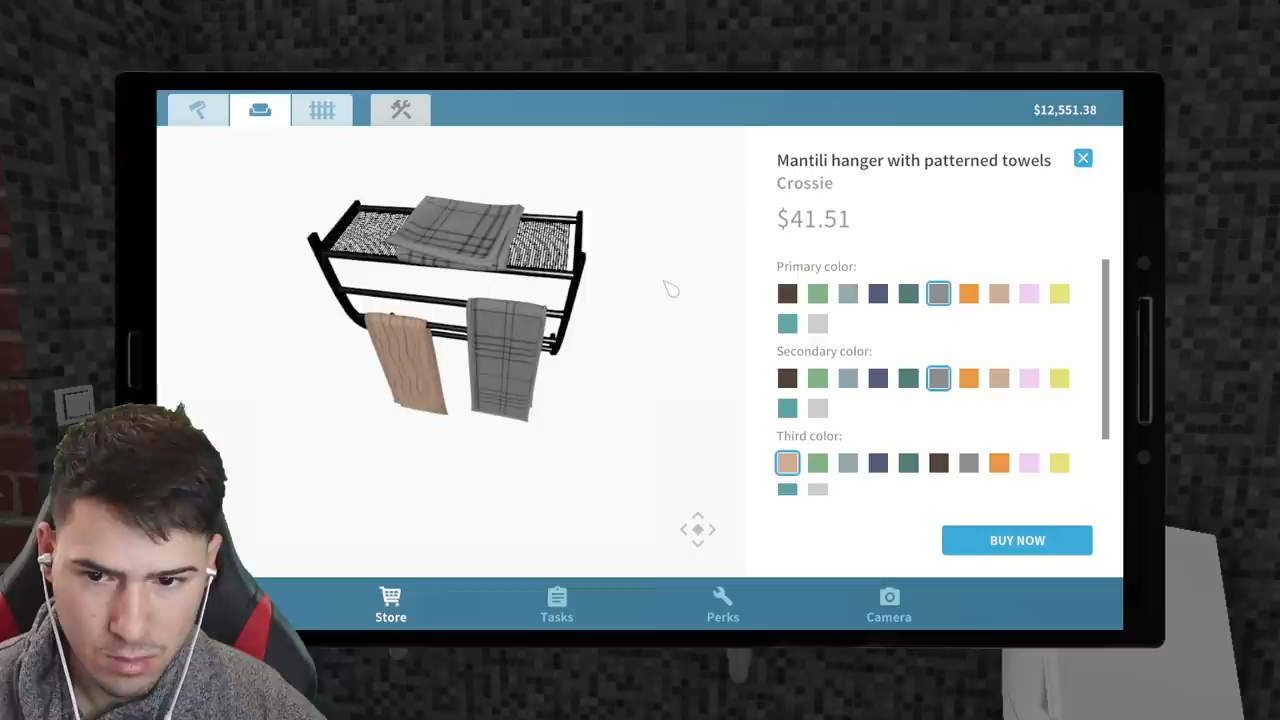 $12,551.38
Mantili hanger with patterned towels
Crossie
$41.51
Primary color:
Secondary color:
Third color:
BUY NOW
Store
Tasks
Perks
Camera